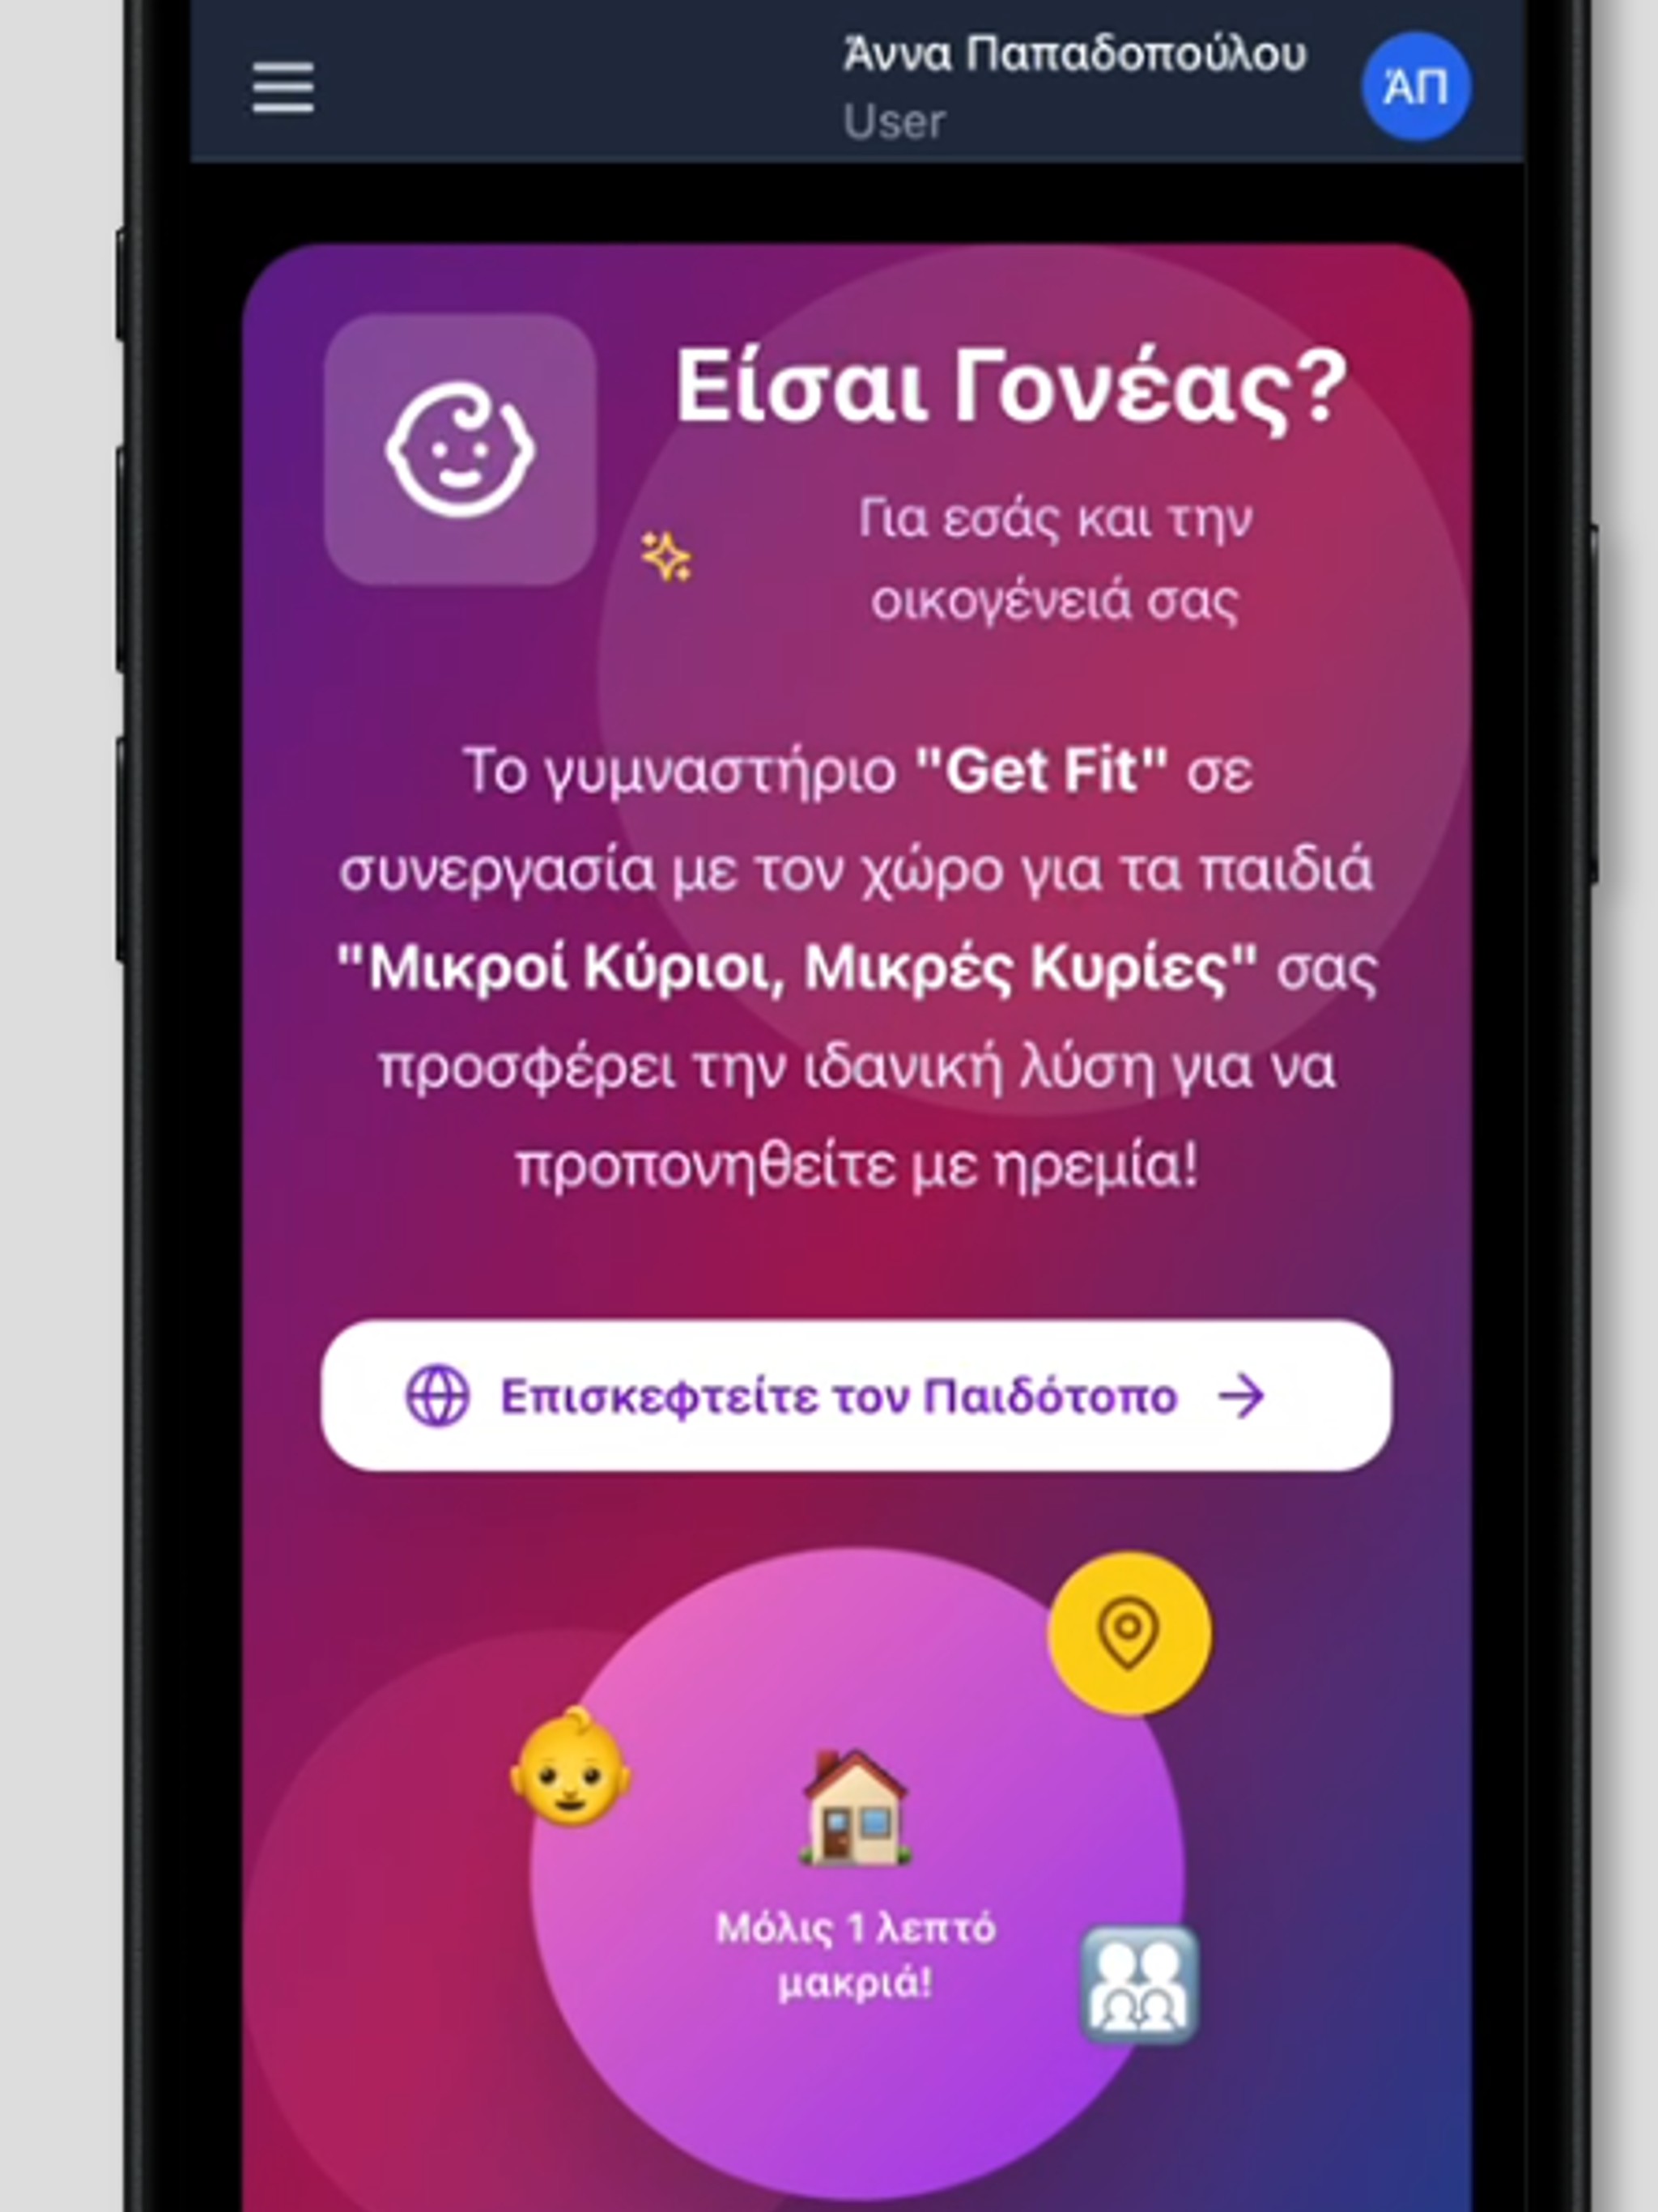 Άννα Παπαδοπούλου
User
ΆΠ
Είσαι Γονέας?
Για εσάς και την
οικογένειά σας
Το γυμναστήριο "Get Fit" σε
συνεργασία με τον χώρο για τα παιδιά
"Μικροί Κύριοι, Μικρές Κυρίες" σας
προσφέρει την ιδανική λύση για να
προπονηθείτε με ηρεμία!
Επισκεφτείτε τον Παιδότοπο
Μόλις 1 λεπτό
μακριά!